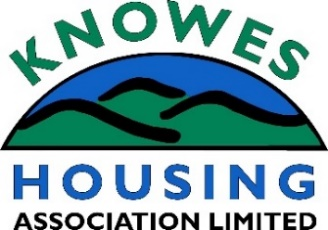 KNOWES
HOUSING
ASSOCIATION LIMITED